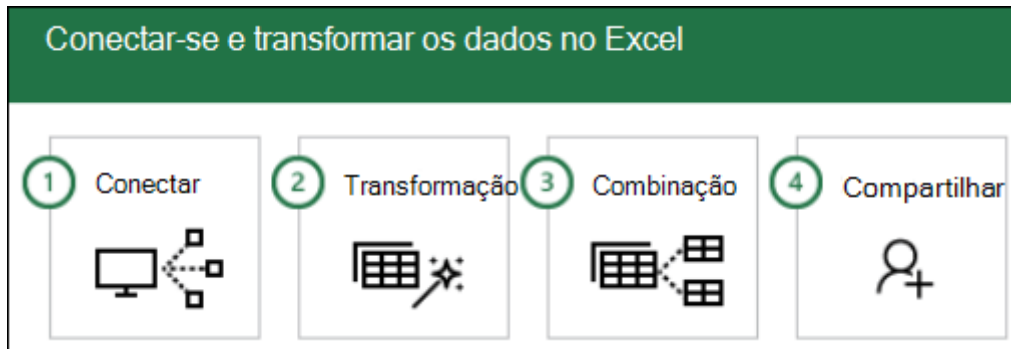 Conectar-se e transformar os dados no Excel
1 Conectar
2 Transformação
3 Combinação
4 Compartilhar